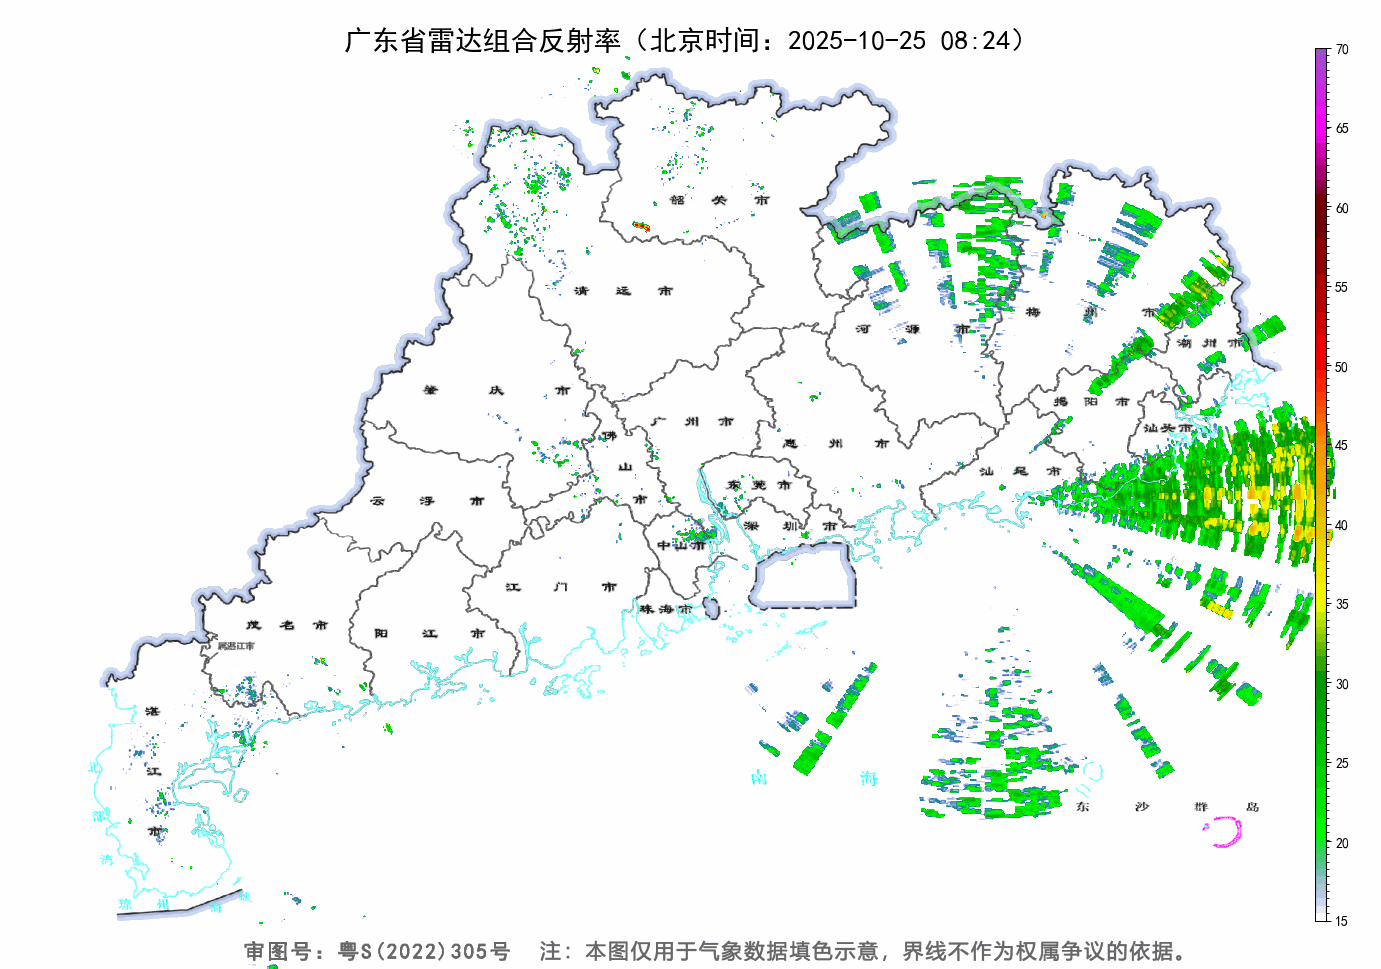 广东省雷达组合反射率（北京时间：2025-10-25 08:24）
70
65
60
55
50
45
40
35
30
25
20
15
韶关市
清远市
河源市
梅州市
潮州市
肇庆市
广州市
惠州市
揭阳市
汕头市
佛山市
云浮市
东莞市
汕尾市
深圳市
中山市
江门市
珠海市
茂名市
阳江市
属湛江市
湛江市
北部湾
南海
东沙群岛
琼州海峡
审图号：粤S(2022)305号 注：本图仅用于气象数据填色示意，界线不作为权属争议的依据。